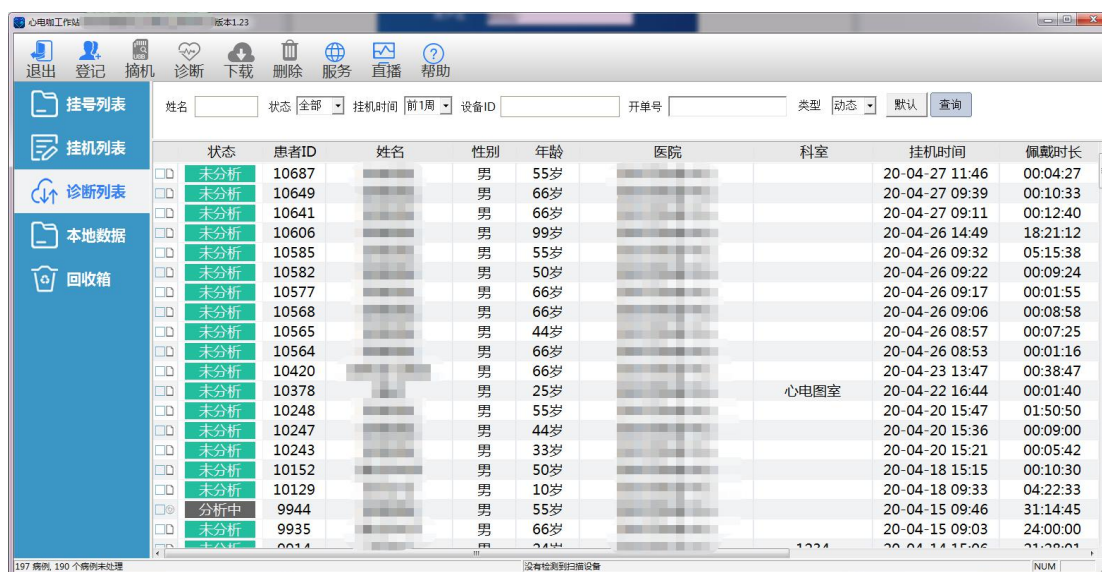 心电咖工作站 版本1.23
退出 登记 摘机 诊断 下载 删除 服务 直播 帮助
挂号列表
挂机列表
诊断列表
本地数据
回收箱
姓名 状态 全部 挂机时间 前1周 设备ID 开单号 类型 动态 默认 查询
状态 患者ID 姓名 性别 年龄 医院 科室 挂机时间 佩戴时长
未分析 10687 男 55岁 20-04-27 11:46 00:04:27
未分析 10649 男 66岁 20-04-27 09:39 00:10:33
未分析 10641 男 66岁 20-04-27 09:11 00:12:40
未分析 10606 男 99岁 20-04-26 14:49 18:21:12
未分析 10585 男 55岁 20-04-26 09:32 05:15:38
未分析 10582 男 50岁 20-04-26 09:22 00:09:24
未分析 10577 男 66岁 20-04-26 09:17 00:01:55
未分析 10568 男 66岁 20-04-26 09:06 00:08:58
未分析 10565 男 44岁 20-04-26 08:57 00:07:25
未分析 10564 男 66岁 20-04-26 08:53 00:01:16
未分析 10420 男 66岁 20-04-23 13:47 00:38:47
未分析 10378 男 25岁 心电图室 20-04-22 16:44 00:01:40
未分析 10248 男 55岁 20-04-20 15:47 01:50:50
未分析 10247 男 44岁 20-04-20 15:36 00:09:00
未分析 10243 男 33岁 20-04-20 15:21 00:05:42
未分析 10152 男 50岁 20-04-18 15:15 00:10:30
未分析 10129 男 10岁 20-04-18 09:33 04:22:33
分析中 9944 男 55岁 20-04-15 09:46 31:14:45
未分析 9935 男 66岁 20-04-15 09:03 24:00:00
197 病例, 190 个病例未处理 没有检测到扫描设备 NUM